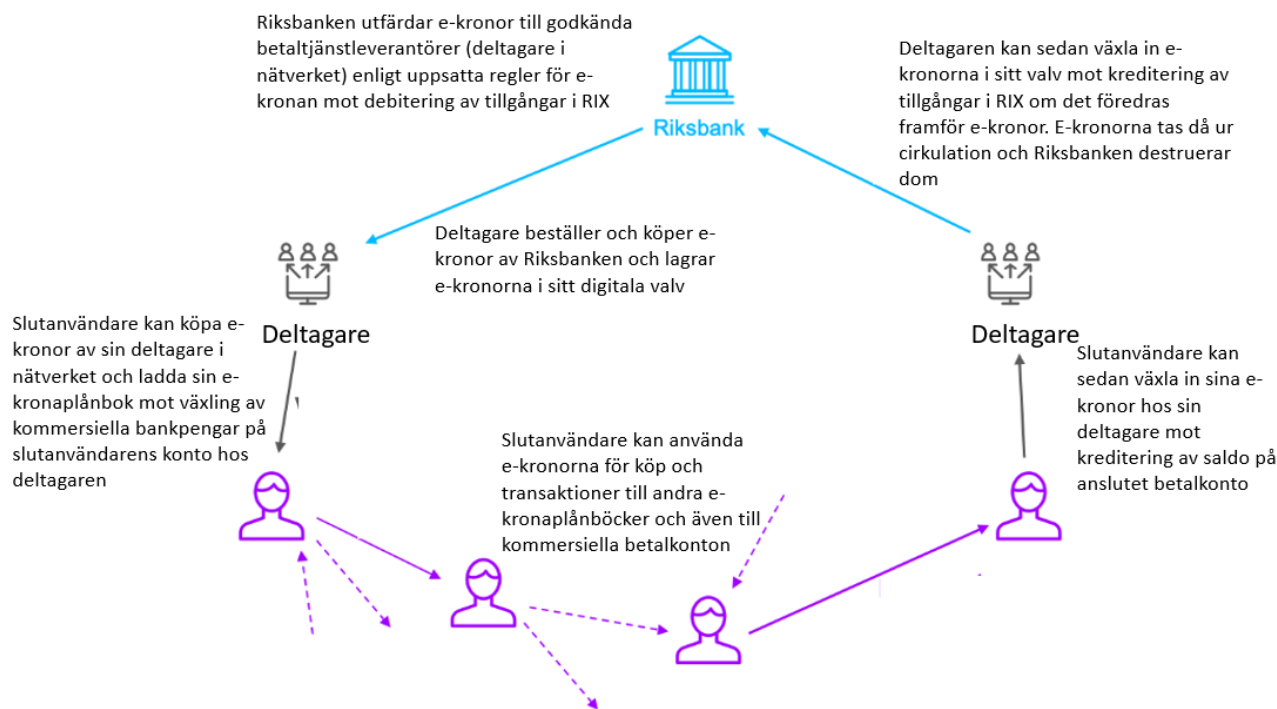 Riksbanken utfärdar e-kronor till godkända
betaltjänstleverantörer (deltagare i
nätverket) enligt uppsatta regler för e-
kronan mot debitering av tillgångar i RIX
Riksbank
Deltagaren kan sedan växla in e-
kronorna i sitt valv mot kreditering av
tillgångar i RIX om det föredras
framför e-kronor. E-kronorna tas då ur
cirkulation och Riksbanken destruerar
dom
Deltagare beställer och köper e-
kronor av Riksbanken och lagrar
e-kronorna i sitt digitala valv
Deltagare
Deltagare
Slutanvändare kan köpa e-
kronor av sin deltagare i
nätverket och ladda sin e-
kronaplånbok mot växling av
kommersiella bankpengar på
slutanvändarens konto hos
deltagaren
Slutanvändare kan använda
e-kronorna för köp och
transaktioner till andra e-
kronaplånböcker och även till
kommersiella betalkonton
Slutanvändare kan
sedan växla in sina e-
kronor hos sin
deltagare mot
kreditering av saldo på
anslutet betalkonto